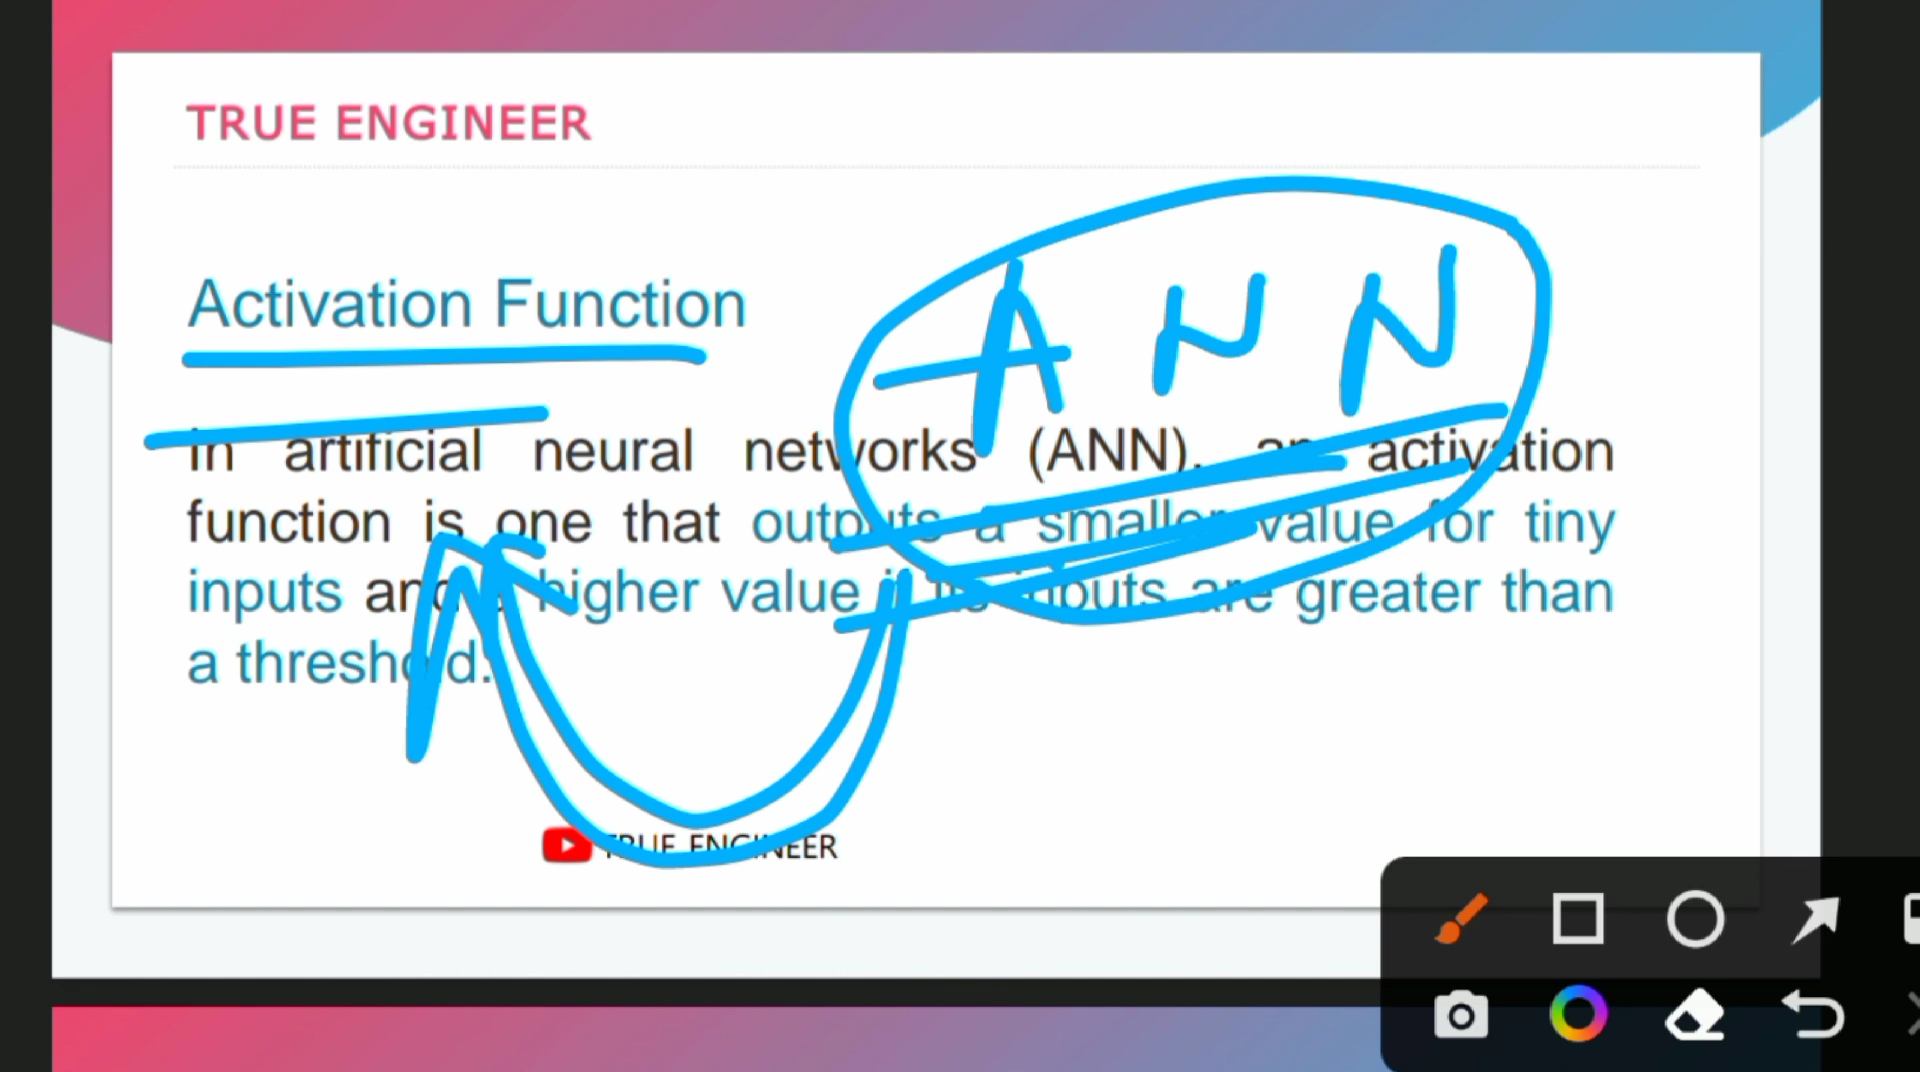 TRUE ENGINEER
Activation Function
ANN
In artificial neural networks (ANN), an activation
function is one that outputs a smaller value for tiny
inputs and a higher value if its inputs are greater than
a threshold.
TRUE ENGINEER